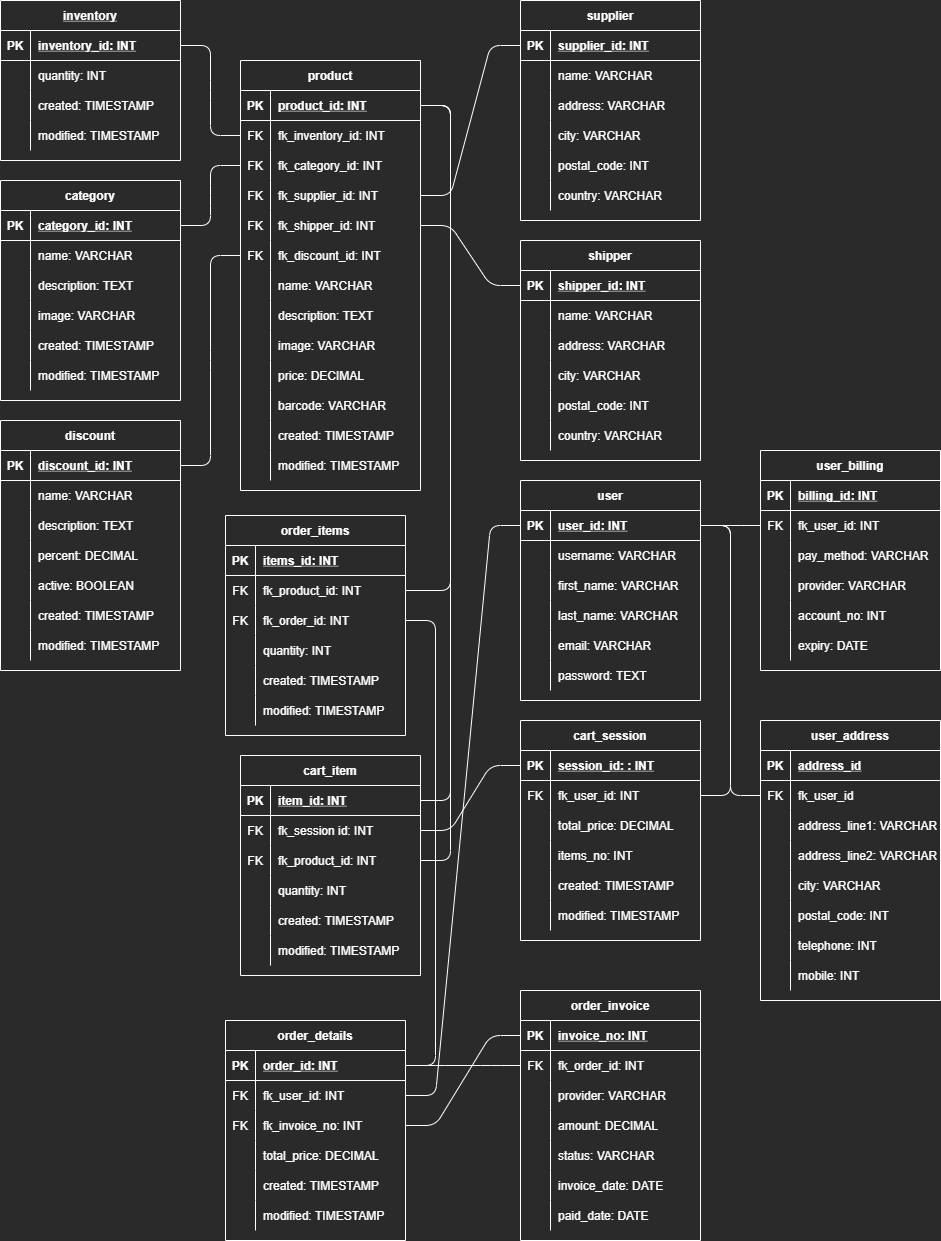 inventory
PK inventory_id: INT
quantity: INT
created: TIMESTAMP
modified: TIMESTAMP
category
PK category_id: INT
name: VARCHAR
description: TEXT
image: VARCHAR
created: TIMESTAMP
modified: TIMESTAMP
discount
PK discount_id: INT
name: VARCHAR
description: TEXT
percent: DECIMAL
active: BOOLEAN
created: TIMESTAMP
modified: TIMESTAMP
product
PK product_id: INT
FK fk_inventory_id: INT
FK fk_category_id: INT
FK fk_supplier_id: INT
FK fk_shipper_id: INT
FK fk_discount_id: INT
name: VARCHAR
description: TEXT
image: VARCHAR
price: DECIMAL
barcode: VARCHAR
created: TIMESTAMP
modified: TIMESTAMP
order_items
PK items_id: INT
FK fk_product_id: INT
FK fk_order_id: INT
quantity: INT
created: TIMESTAMP
modified: TIMESTAMP
cart_item
PK item_id: INT
FK fk_session id: INT
FK fk_product_id: INT
quantity: INT
created: TIMESTAMP
modified: TIMESTAMP
order_details
PK order_id: INT
FK fk_user_id: INT
FK fk_invoice_no: INT
total_price: DECIMAL
created: TIMESTAMP
modified: TIMESTAMP
supplier
PK supplier_id: INT
name: VARCHAR
address: VARCHAR
city: VARCHAR
postal_code: INT
country: VARCHAR
shipper
PK shipper_id: INT
name: VARCHAR
address: VARCHAR
city: VARCHAR
postal_code: INT
country: VARCHAR
user
PK user_id: INT
username: VARCHAR
first_name: VARCHAR
last_name: VARCHAR
email: VARCHAR
password: TEXT
cart_session
PK session_id: : INT
FK fk_user_id: INT
total_price: DECIMAL
items_no: INT
created: TIMESTAMP
modified: TIMESTAMP
order_invoice
PK invoice_no: INT
FK fk_order_id: INT
provider: VARCHAR
amount: DECIMAL
status: VARCHAR
invoice_date: DATE
paid_date: DATE
user_billing
PK billing_id: INT
FK fk_user_id: INT
pay_method: VARCHAR
provider: VARCHAR
account_no: INT
expiry: DATE
user_address
PK address_id
FK fk_user_id
address_line1: VARCHAR
address_line2: VARCHAR
city: VARCHAR
postal_code: INT
telephone: INT
mobile: INT